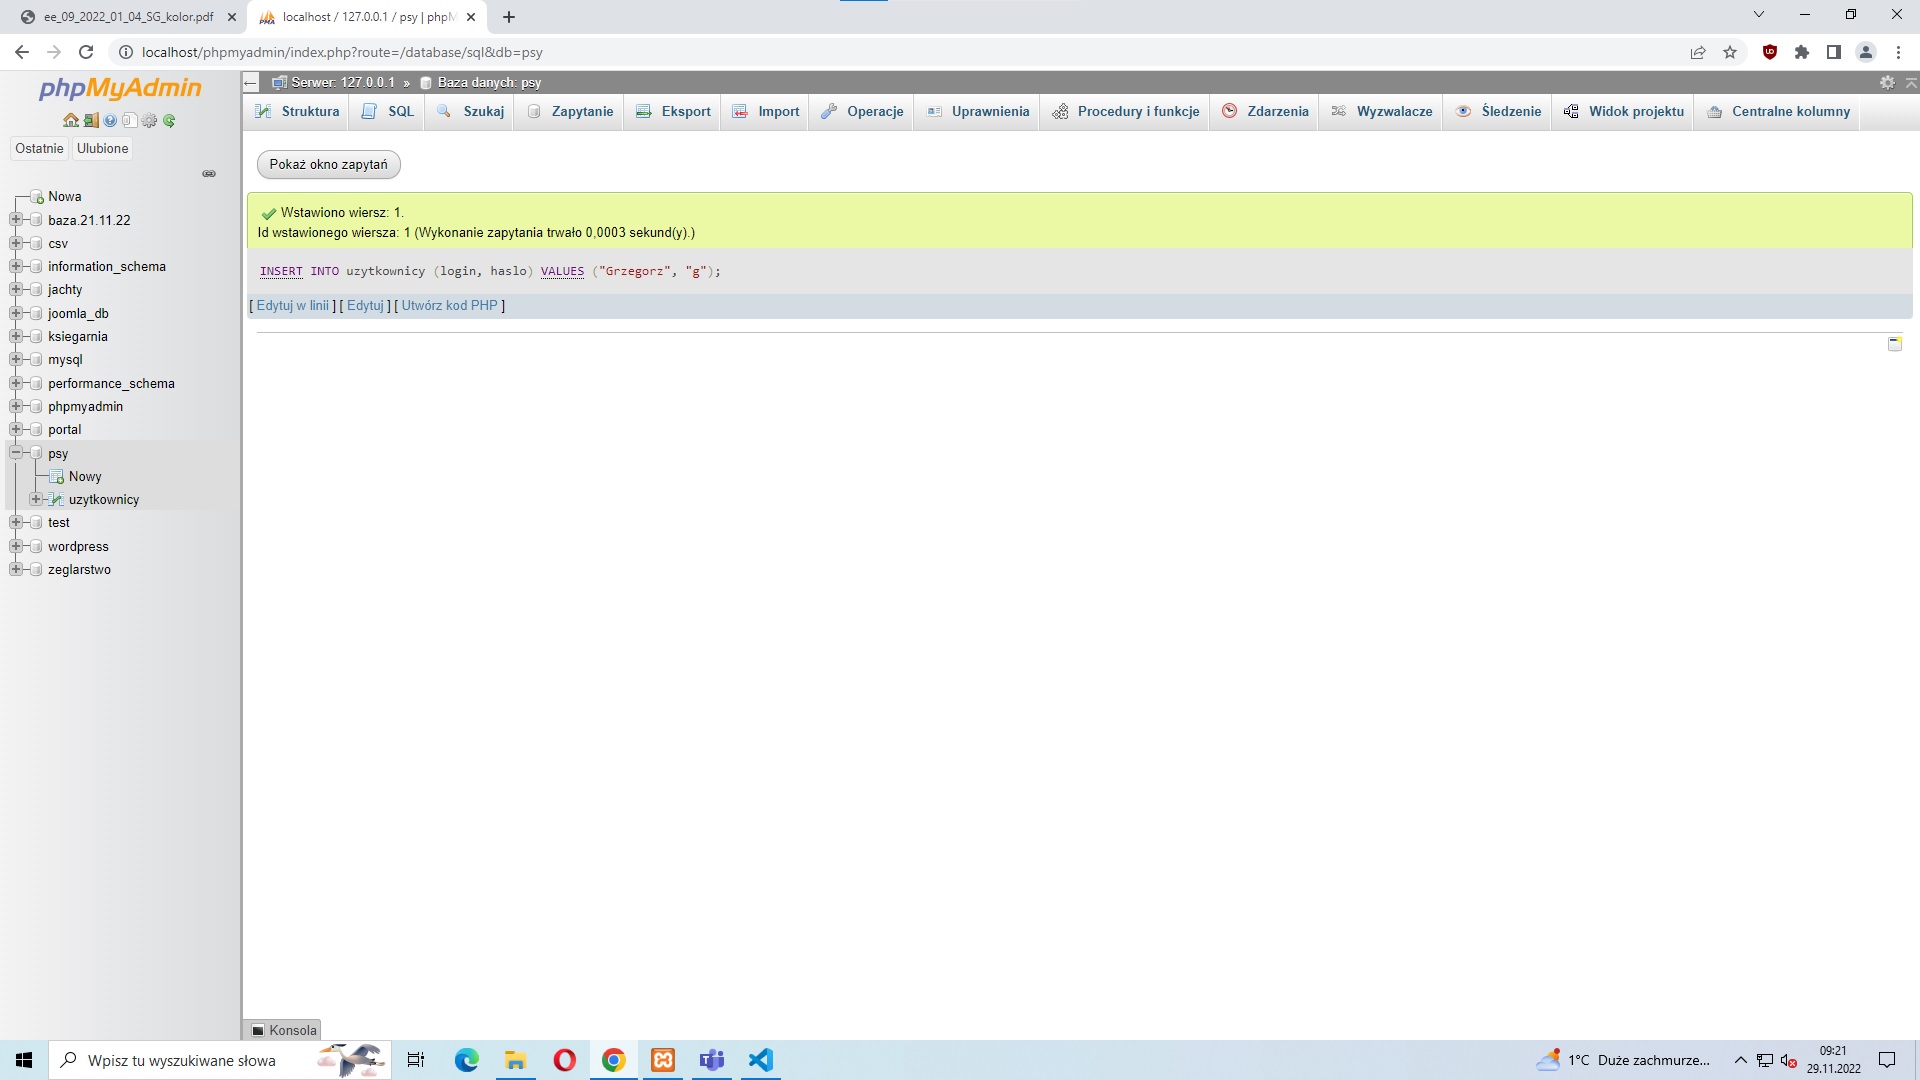 ee_09_2022_01_04_SG_kolor.pdf
localhost / 127.0.0.1 / psy | phpM
localhost/phpmyadmin/index.php?route=/database/sql&db=psy
phpMyAdmin
Ostatnie Ulubione
Nowa
baza.21.11.22
csv
information_schema
jachty
joomla_db
ksiegarnia
mysql
performance_schema
phpmyadmin
portal
psy
Nowy
uzytkownicy
test
wordpress
zeglarstwo
Serwer: 127.0.0.1 » Baza danych: psy
Struktura SQL Szukaj Zapytanie Eksport Import Operacje Uprawnienia Procedury i funkcje Zdarzenia Wyzwalacze Śledzenie Widok projektu Centralne kolumny
Pokaż okno zapytań
Wstawiono wiersz: 1.
Id wstawionego wiersza: 1 (Wykonanie zapytania trwało 0,0003 sekund(y).)
INSERT INTO uzytkownicy (login, haslo) VALUES ("Grzegorz", "g");
[ Edytuj w linii ] [ Edytuj ] [ Utwórz kod PHP ]
Konsola
Wpisz tu wyszukiwane słowa
1°C Duże zachmurze...
09:21
29.11.2022